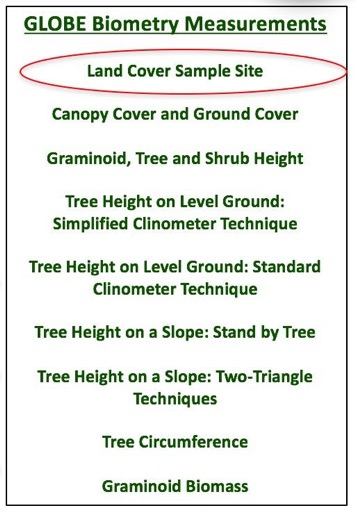 GLOBE Biometry Measurements
Land Cover Sample Site
Canopy Cover and Ground Cover
Graminoid, Tree and Shrub Height
Tree Height on Level Ground:
Simplified Clinometer Technique
Tree Height on Level Ground: Standard
Clinometer Technique
Tree Height on a Slope: Stand by Tree
Tree Height on a Slope: Two-Triangle
Techniques
Tree Circumference
Graminoid Biomass